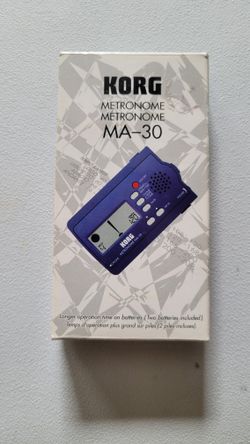 KORG
METRONOME
MÉTRONOME
MA-30
KORG
Longer operation time on batteries (Two batteries included)
Temps d'opération plus grand sur piles (2 piles incluses)